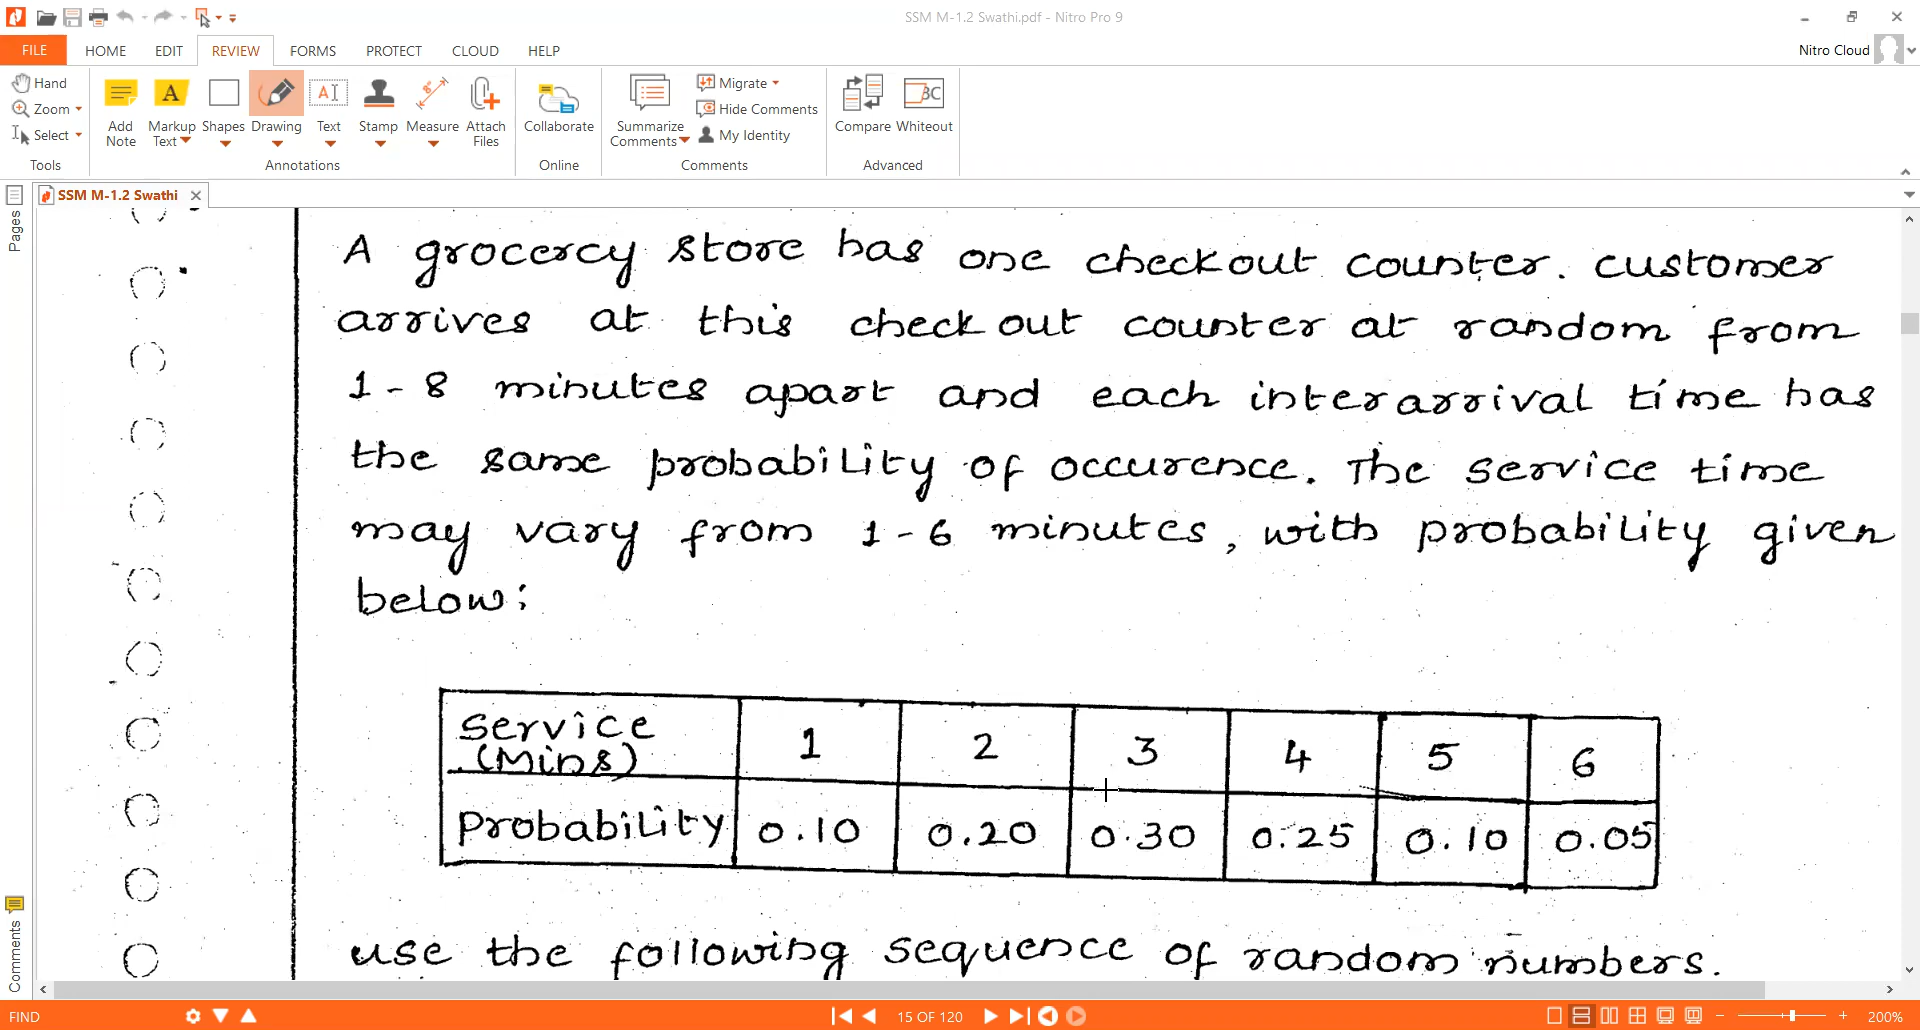 SSM M-1.2 Swathi.pdf - Nitro Pro 9
FILE HOME EDIT REVIEW FORMS PROTECT CLOUD HELP
Nitro Cloud
Hand
Zoom
Select
Tools
Add Note
Markup Text
Shapes
Drawing
Text
Stamp
Measure
Attach Files
Annotations
Collaborate
Online
Summarize Comments
Migrate
Hide Comments
My Identity
Comments
Compare
Whiteout
Advanced
SSM M-1.2 Swathi
Pages
A grocercy store has one checkout counter. customer
arrives at this checkout counter at random from
1-8 minutes apart and each interarrival time has
the same probability of occurence. The service time
may vary from 1-6 minutes, with probability given
below:
service (Mins) 1 2 3 4 5 6
probability 0.10 0.20 0.30 0.25 0.10 0.05
use the following sequence of random numbers.
Comments
FIND
15 OF 120
200%